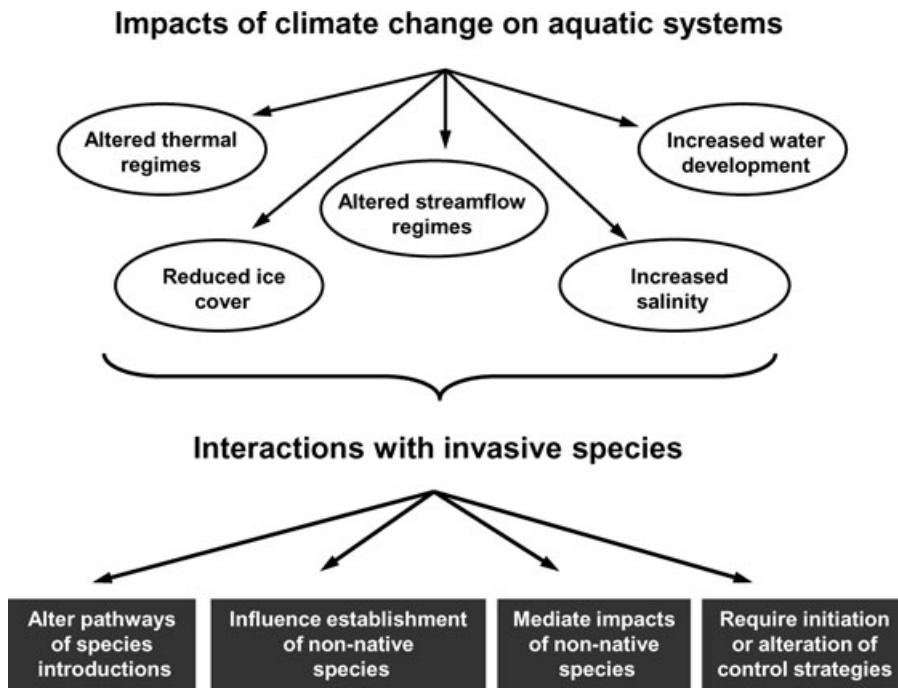 Impacts of climate change on aquatic systems
Altered thermal
regimes
Increased water
development
Altered streamflow
regimes
Reduced ice
cover
Increased
salinity
Interactions with invasive species
Alter pathways
of species
introductions
Influence establishment
of non-native
species
Mediate impacts
of non-native
species
Require initiation
or alteration of
control strategies